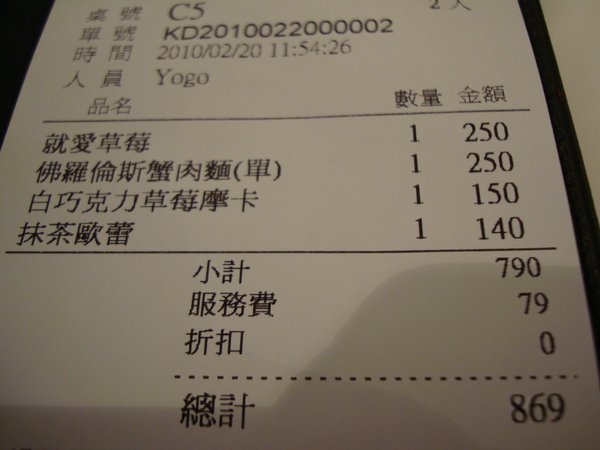 桌號 C5 2人
單號 KD2010022000002
時間 2010/02/20 11:54:26
人員 Yogo
品名 數量 金額
就愛草莓 1 250
佛羅倫斯蟹肉麵(單) 1 250
白巧克力草莓摩卡 1 150
抹茶歐蕾 1 140
小計 790
服務費 79
折扣 0
總計 869